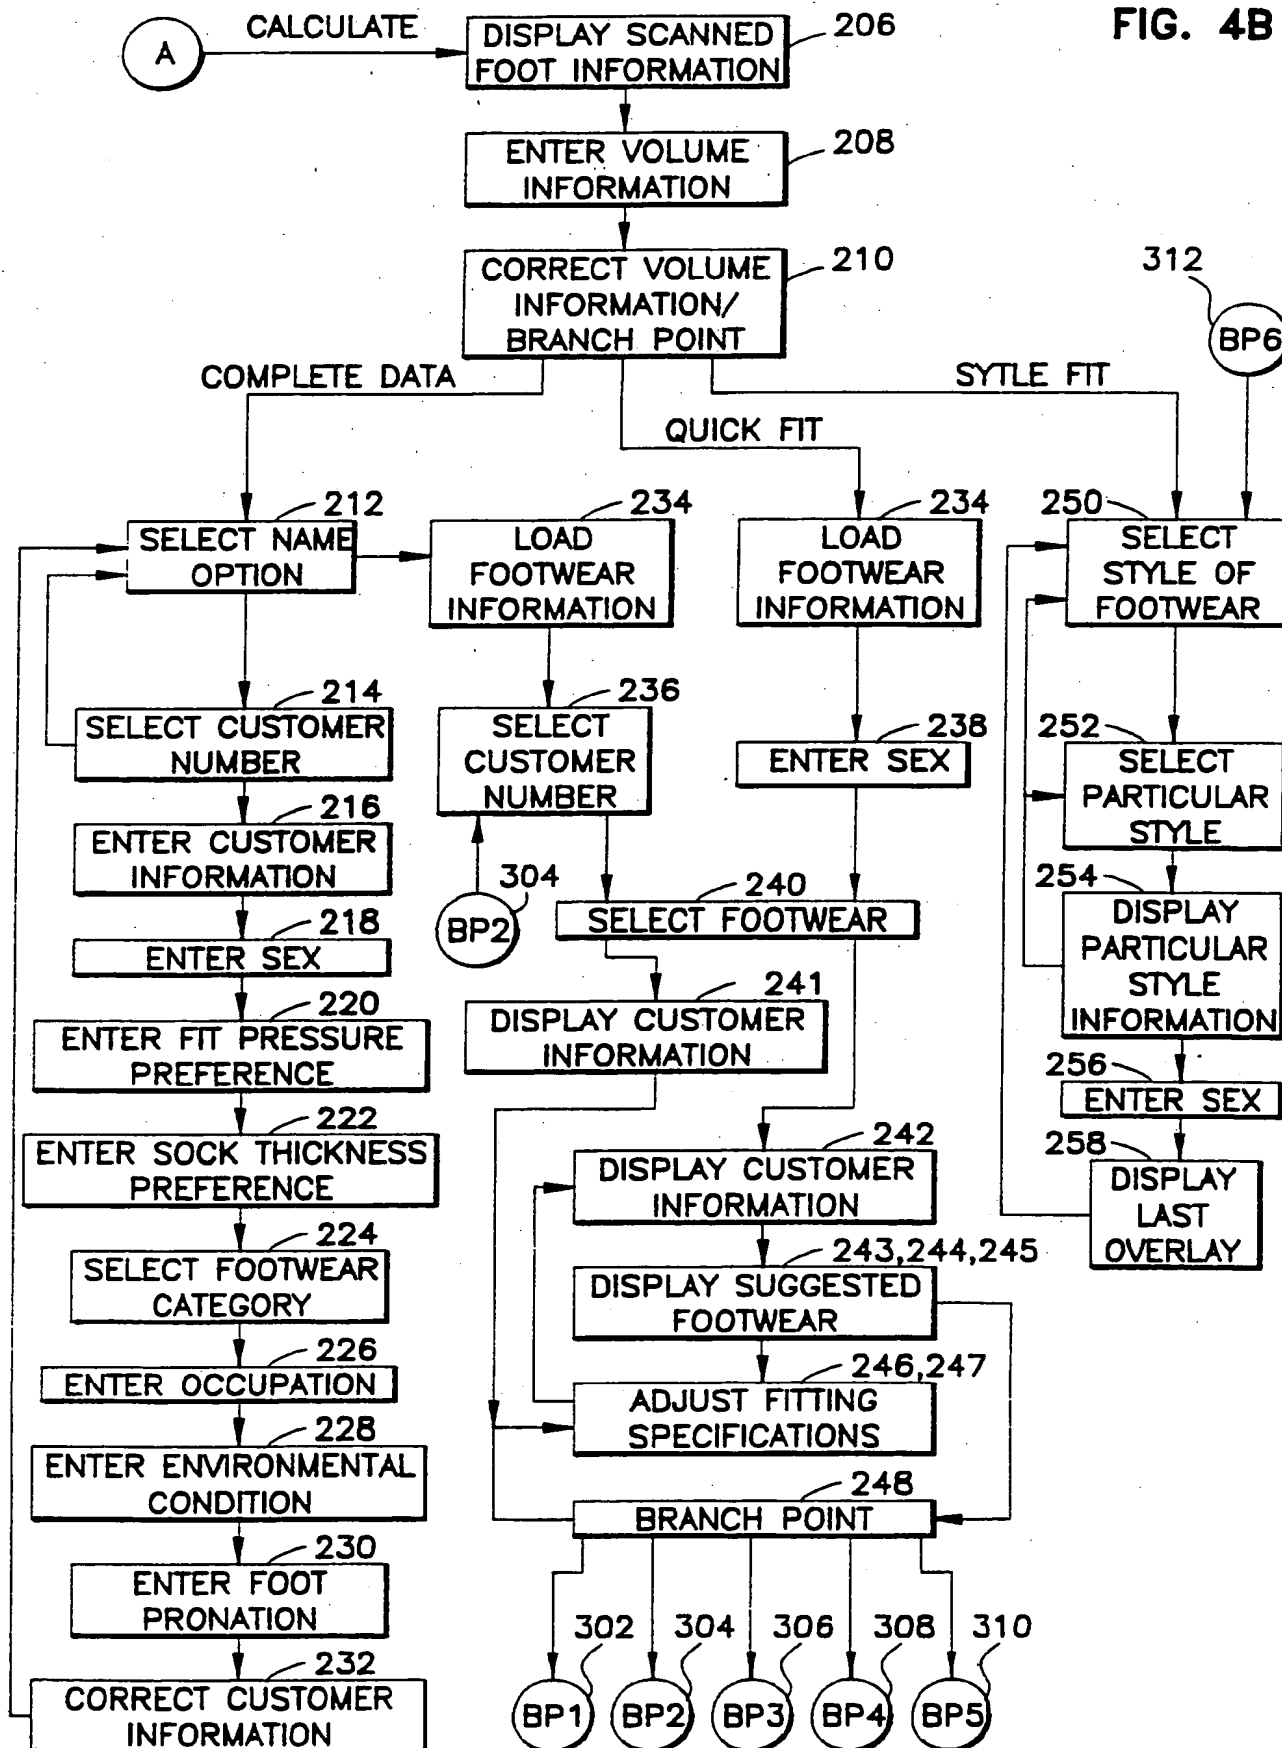 FIG. 4B
A
CALCULATE
DISPLAY SCANNED
FOOT INFORMATION
206
ENTER VOLUME
INFORMATION
208
CORRECT VOLUME
INFORMATION/
BRANCH POINT
210
312
BP6
COMPLETE DATA
QUICK FIT
SYTLE FIT
212
SELECT NAME
OPTION
214
SELECT CUSTOMER
NUMBER
216
ENTER CUSTOMER
INFORMATION
218
ENTER SEX
220
ENTER FIT PRESSURE
PREFERENCE
222
ENTER SOCK THICKNESS
PREFERENCE
224
SELECT FOOTWEAR
CATEGORY
226
ENTER OCCUPATION
228
ENTER ENVIRONMENTAL
CONDITION
230
ENTER FOOT
PRONATION
232
CORRECT CUSTOMER
INFORMATION
234
LOAD
FOOTWEAR
INFORMATION
236
SELECT
CUSTOMER
NUMBER
304
BP2
234
LOAD
FOOTWEAR
INFORMATION
238
ENTER SEX
240
SELECT FOOTWEAR
241
DISPLAY CUSTOMER
INFORMATION
242
DISPLAY CUSTOMER
INFORMATION
243,244,245
DISPLAY SUGGESTED
FOOTWEAR
246,247
ADJUST FITTING
SPECIFICATIONS
248
BRANCH POINT
302
304
306
308
310
BP1
BP2
BP3
BP4
BP5
250
SELECT
STYLE OF
FOOTWEAR
252
SELECT
PARTICULAR
STYLE
254
DISPLAY
PARTICULAR
STYLE
INFORMATION
256
ENTER SEX
258
DISPLAY
LAST
OVERLAY